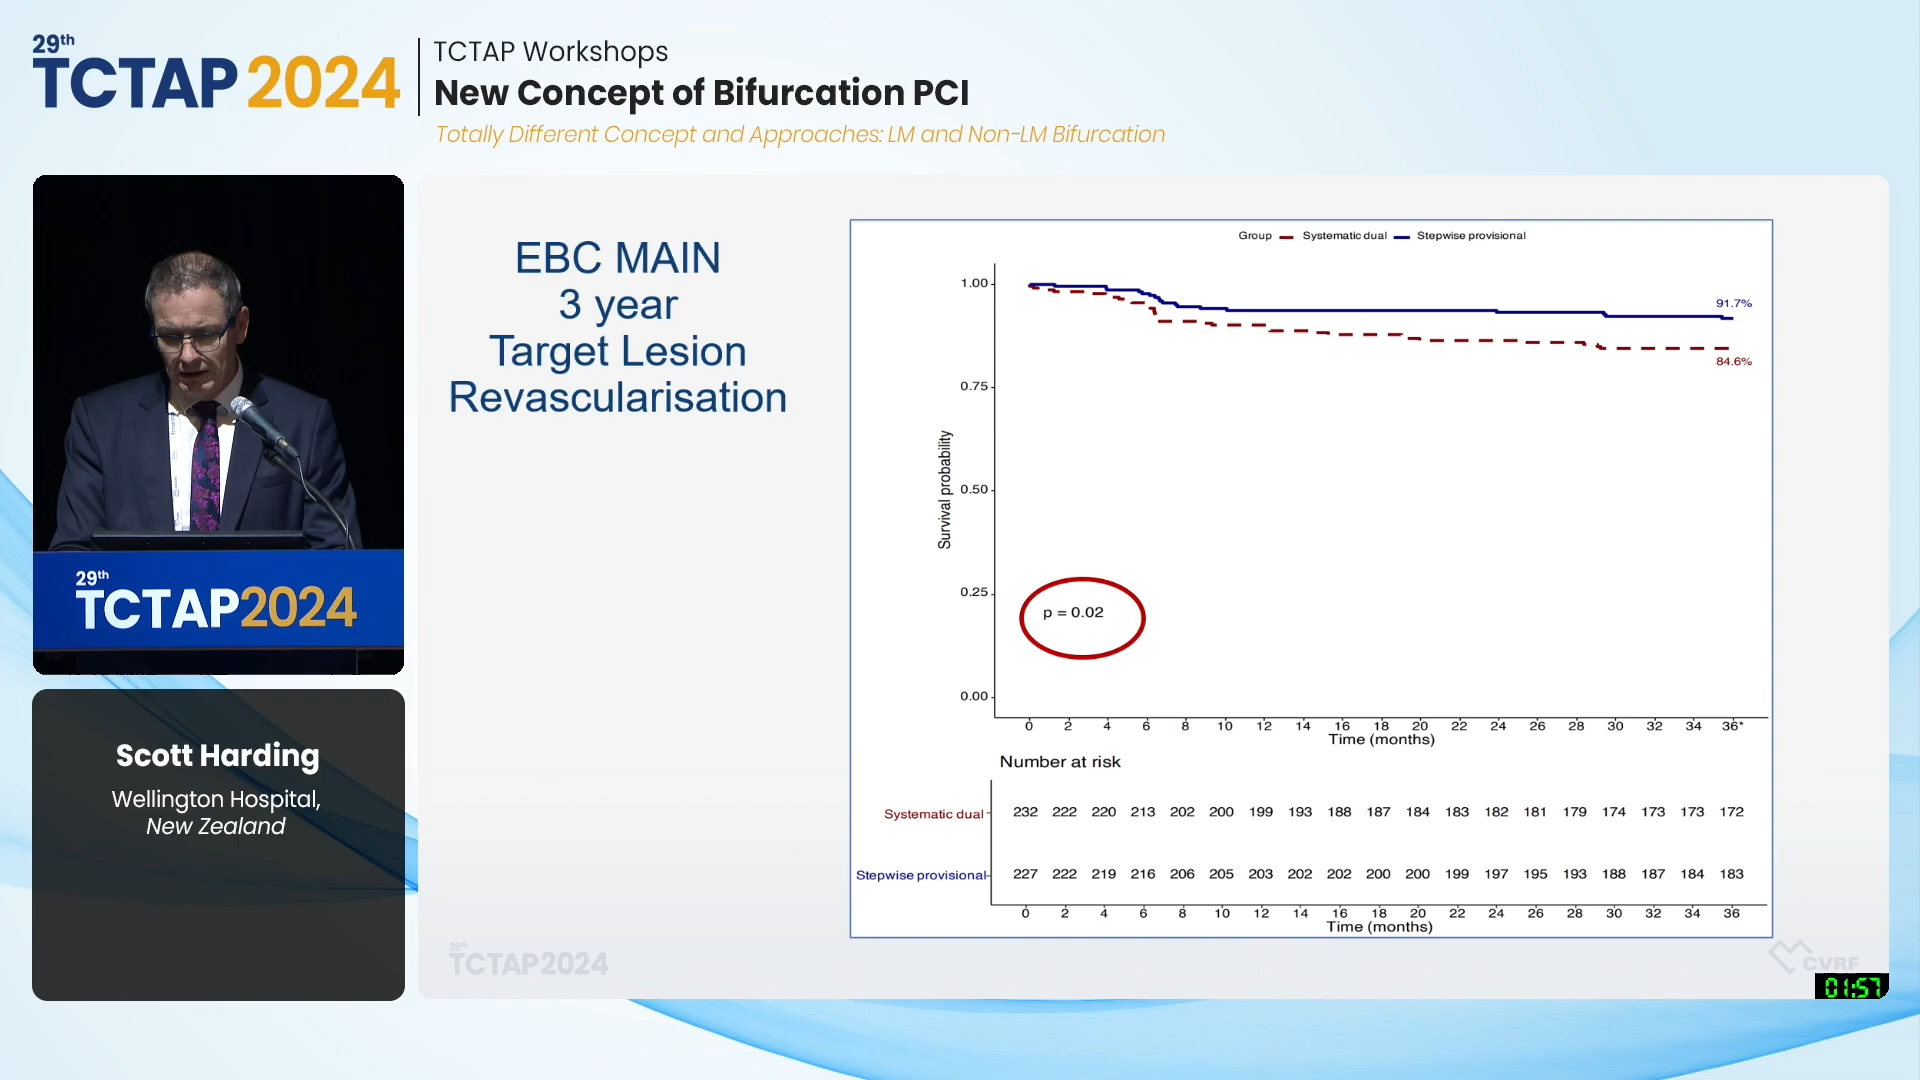 29th
TCTAP 2024
TCTAP Workshops
New Concept of Bifurcation PCI
Totally Different Concept and Approaches: LM and Non-LM Bifurcation
29th
TCTAP2024
Scott Harding
Wellington Hospital,
New Zealand
EBC MAIN
3 year
Target Lesion
Revascularisation
Group Systematic dual Stepwise provisional
1.00
0.75
0.50
0.25
0.00
Survival probability
91.7%
84.6%
p = 0.02
0 2 4 6 8 10 12 14 16 18 20 22 24 26 28 30 32 34 36*
Time (months)
Number at risk
Systematic dual 232 222 220 213 202 200 199 193 188 187 184 183 182 181 179 174 173 173 172
Stepwise provisional 227 222 219 216 206 205 203 202 202 200 200 199 197 195 193 188 187 184 183
0 2 4 6 8 10 12 14 16 18 20 22 24 26 28 30 32 34 36
Time (months)
29th
TCTAP2024
CVRF
01:57